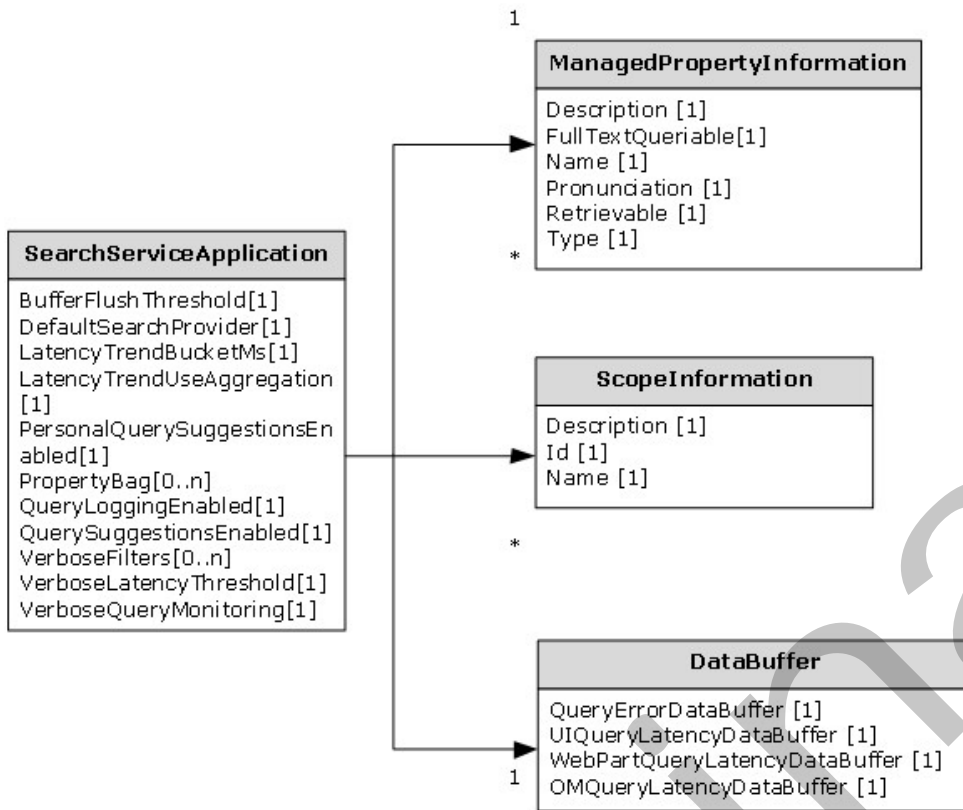 1
ManagedPropertyInformation
Description [1]
FullTextQueriable[1]
Name [1]
Pronunciation [1]
Retrievable [1]
Type [1]
*
SearchServiceApplication
BufferFlushThreshold[1]
DefaultSearchProvider[1]
LatencyTrendBucketMs[1]
LatencyTrendUseAggregation
[1]
PersonalQuerySuggestionsEn
abled[1]
PropertyBag[0..n]
QueryLoggingEnabled[1]
QuerySuggestionsEnabled[1]
VerboseFilters[0..n]
VerboseLatencyThreshold[1]
VerboseQueryMonitoring[1]
ScopeInformation
Description [1]
Id [1]
Name [1]
*
DataBuffer
QueryErrorDataBuffer [1]
UIQueryLatencyDataBuffer [1]
WebPartQueryLatencyDataBuffer [1]
OMQueryLatencyDataBuffer [1]
1